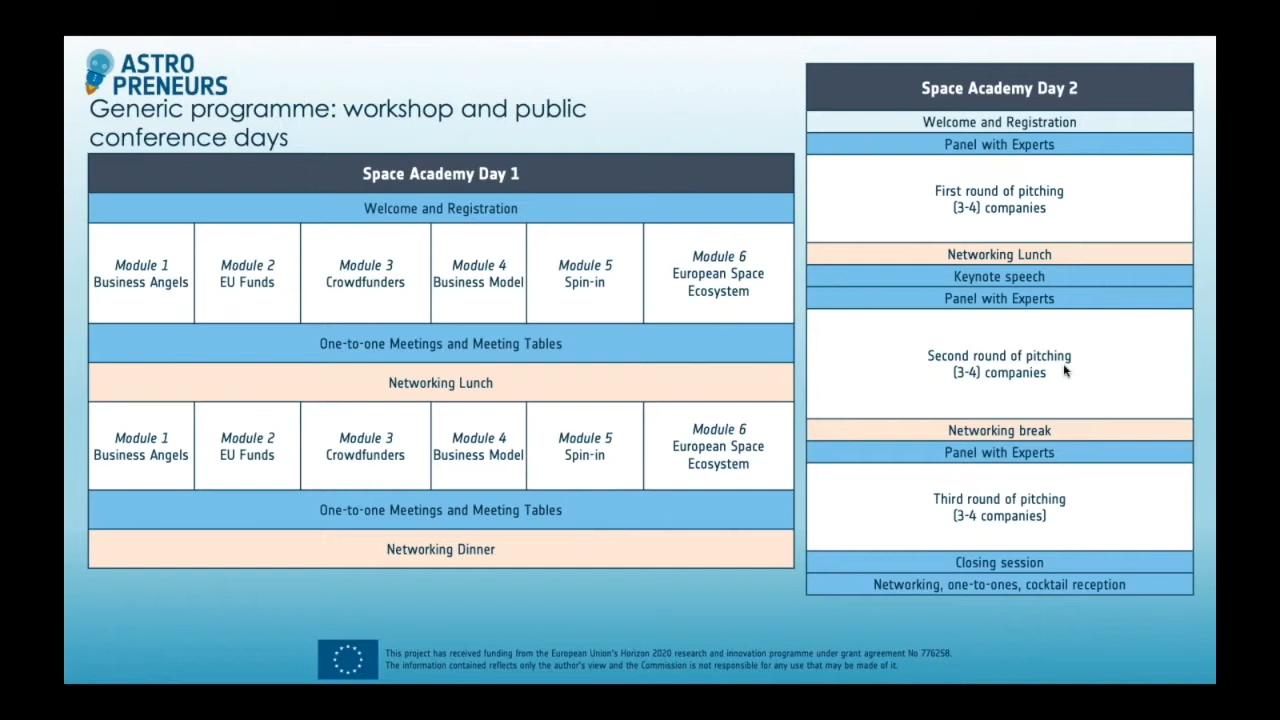 ASTRO
PRENEURS
Generic programme: workshop and public
conference days
Space Academy Day 1
Welcome and Registration
Module 1
Business Angels
Module 2
EU Funds
Module 3
Crowdfunders
Module 4
Business Model
Module 5
Spin-in
Module 6
European Space
Ecosystem
One-to-one Meetings and Meeting Tables
Networking Lunch
Module 1
Business Angels
Module 2
EU Funds
Module 3
Crowdfunders
Module 4
Business Model
Module 5
Spin-in
Module 6
European Space
Ecosystem
One-to-one Meetings and Meeting Tables
Networking Dinner
Space Academy Day 2
Welcome and Registration
Panel with Experts
First round of pitching
(3-4) companies
Networking Lunch
Keynote speech
Panel with Experts
Second round of pitching
(3-4) companies
Networking break
Panel with Experts
Third round of pitching
(3-4 companies)
Closing session
Networking, one-to-ones, cocktail reception
This project has received funding from the European Union's Horizon 2020 research and innovation programme under grant agreement No 776258.
The information contained reflects only the author's view and the Commission is not responsible for any use that may be made of it.